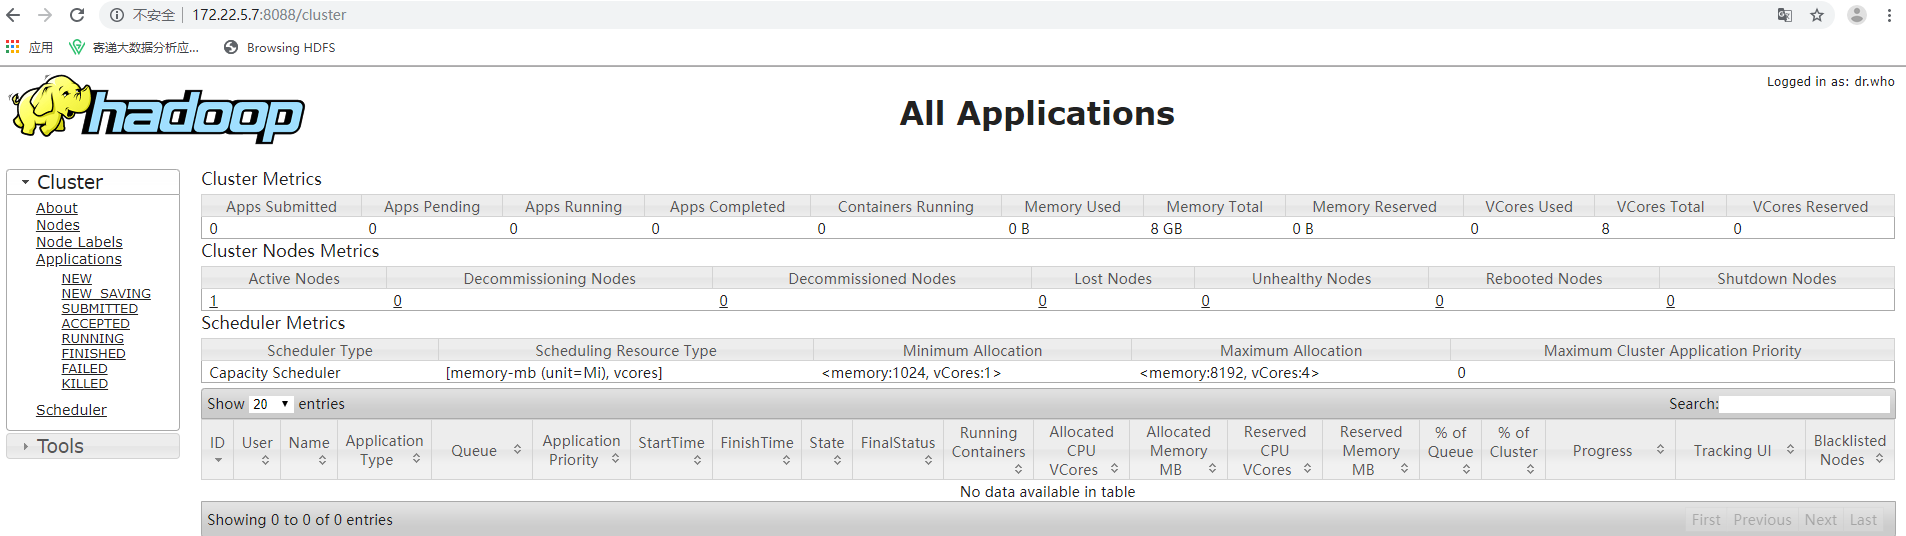 不安全 | 172.22.5.7:8088/cluster
应用 寄递大数据分析应... Browsing HDFS
Logged in as: dr.who
hadoop
All Applications
Cluster
About
Nodes
Node Labels
Applications
NEW
NEW_SAVING
SUBMITTED
ACCEPTED
RUNNING
FINISHED
FAILED
KILLED
Scheduler
Tools
Cluster Metrics
Apps Submitted Apps Pending Apps Running Apps Completed Containers Running Memory Used Memory Total Memory Reserved VCores Used VCores Total VCores Reserved
0 0 0 0 0 0 B 8 GB 0 B 0 8 0
Cluster Nodes Metrics
Active Nodes Decommissioning Nodes Decommissioned Nodes Lost Nodes Unhealthy Nodes Rebooted Nodes Shutdown Nodes
1 0 0 0 0 0 0
Scheduler Metrics
Scheduler Type Scheduling Resource Type Minimum Allocation Maximum Allocation Maximum Cluster Application Priority
Capacity Scheduler [memory-mb (unit=Mi), vcores] <memory:1024, vCores:1> <memory:8192, vCores:4> 0
Show 20 entries Search:
ID User Name Application Type Queue Application Priority StartTime FinishTime State FinalStatus Running Containers Allocated CPU VCores Allocated Memory MB Reserved CPU VCores Reserved Memory MB % of Queue % of Cluster Progress Tracking UI Blacklisted Nodes
No data available in table
Showing 0 to 0 of 0 entries First Previous Next Last